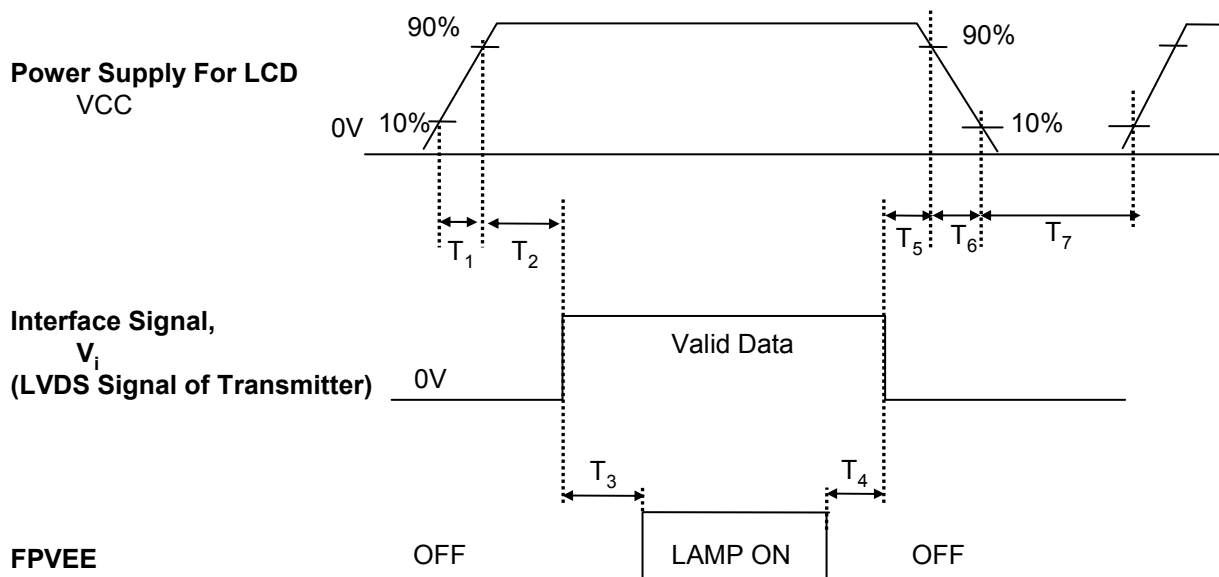 90%
90%
Power Supply For LCD
VCC
0V
10%
10%
T1
T2
T5
T6
T7
Interface Signal,
Vi
(LVDS Signal of Transmitter)
Valid Data
0V
T3
T4
FPVEE
OFF
LAMP ON
OFF